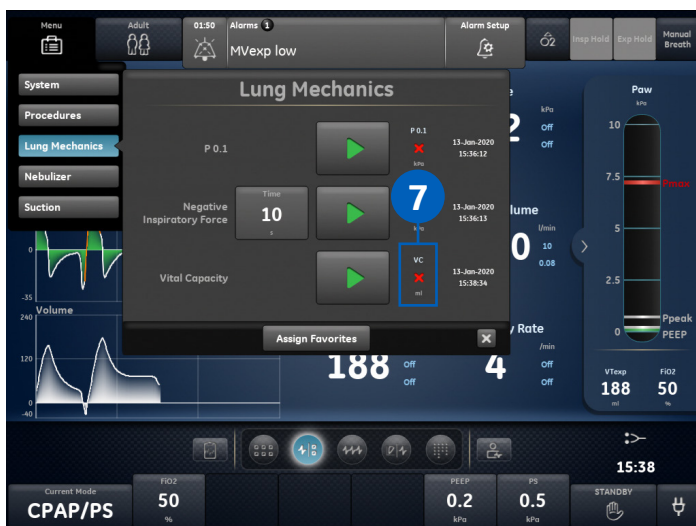 Menu
Adult
01:50
Alarms 1
MVexp low
Alarm Setup
O2
Insp Hold
Exp Hold
Manual
Breath
System
Procedures
Lung Mechanics
Nebulizer
Suction
Lung Mechanics
P 0.1
P 0.1
kPa
13-Jan-2020
15:36:12
Negative
Inspiratory Force
Time
10
s
7
13-Jan-2020
15:36:13
Vital Capacity
VC
ml
13-Jan-2020
15:38:34
Assign Favorites
kPa
Off
Off
lume
l/min
0
10
0.08
y Rate
/min
188
Off
Off
4
Off
Off
0
-35
Volume
240
120
0
-40
Paw
kPa
10
7.5
Pmax
5
2.5
Ppeak
0
PEEP
VTexp
188
ml
FiO2
50
%
15:38
Current Mode
CPAP/PS
FiO2
50
%
PEEP
0.2
kPa
PS
0.5
kPa
STANDBY